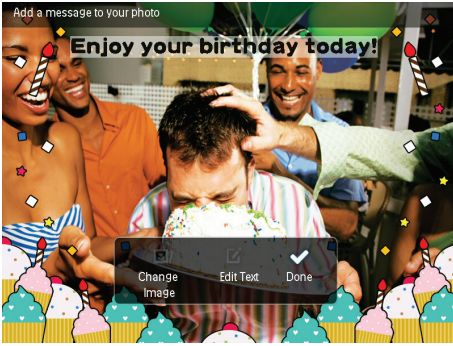 Add a message to your photo
Enjoy your birthday today!
Change Edit Text Done
Image